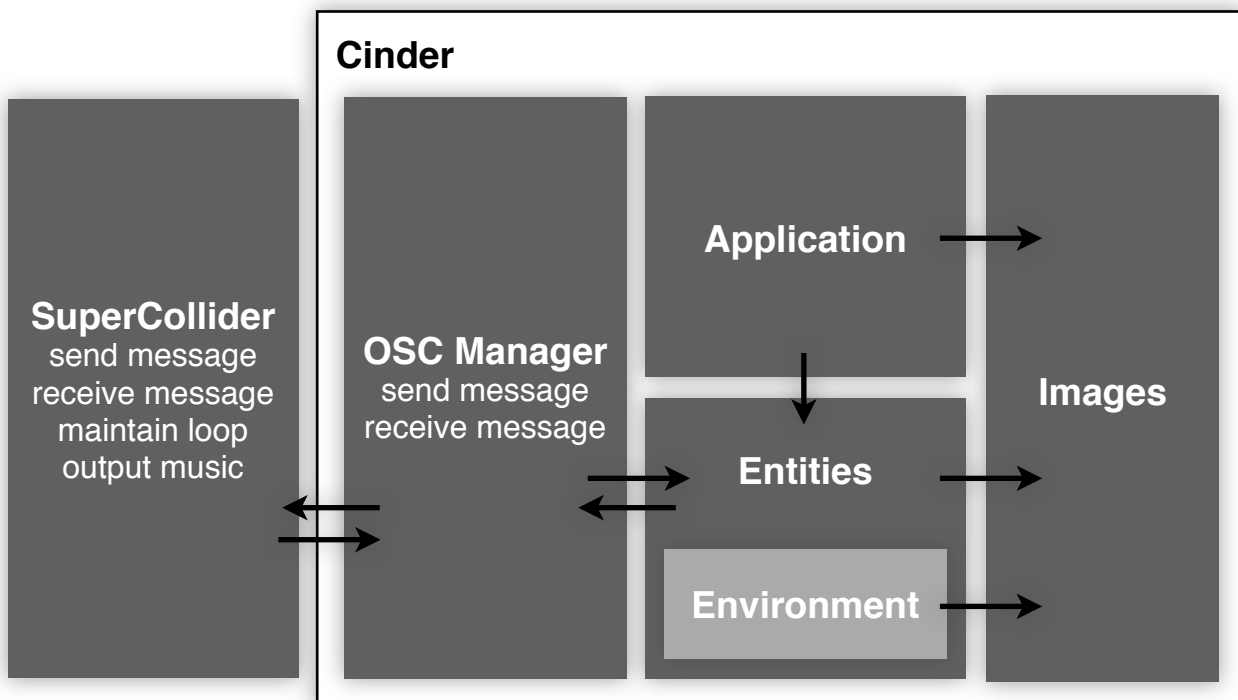 Cinder
SuperCollider
send message
receive message
maintain loop
output music
OSC Manager
send message
receive message
Application
Entities
Environment
Images